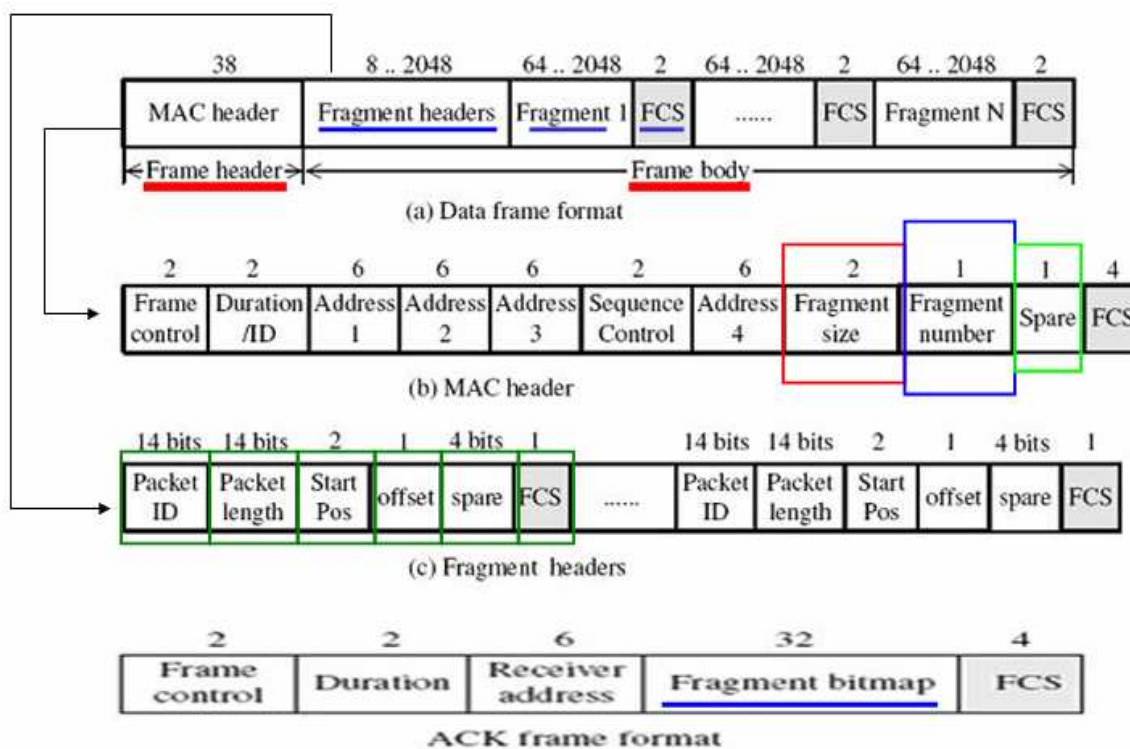 38 8 .. 2048 64 .. 2048 2 64 .. 2048 2 64 .. 2048 2
MAC header Fragment headers Fragment 1 FCS ...... FCS Fragment N FCS
Frame header Frame body
(a) Data frame format
2 2 6 6 6 2 6 2 1 1 4
Frame Duration Address Address Address Sequence Address Fragment Fragment Spare FCS
control /ID 1 2 3 Control 4 size number
(b) MAC header
14 bits 14 bits 2 1 4 bits 1 14 bits 14 bits 2 1 4 bits 1
Packet Packet Start offset spare FCS ...... Packet Packet Start offset spare FCS
ID length Pos ID length Pos
(c) Fragment headers
2 2 6 32 4
Frame Duration Receiver Fragment bitmap FCS
control address
ACK frame format